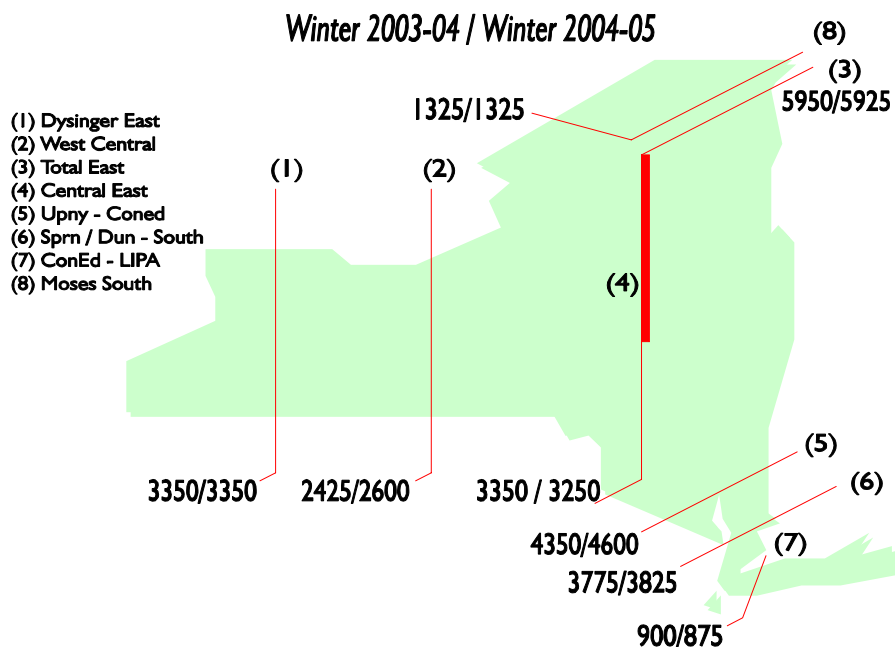 Winter 2003-04 / Winter 2004-05
(8)
(3)
5950/5925
1325/1325
(1) Dysinger East
(2) West Central
(3) Total East
(4) Central East
(5) Upny - Coned
(6) Sprn / Dun - South
(7) ConEd - LIPA
(8) Moses South
(1)
(2)
(4)
(5)
(6)
3350/3350
2425/2600
3350 / 3250
4350/4600
(7)
3775/3825
900/875